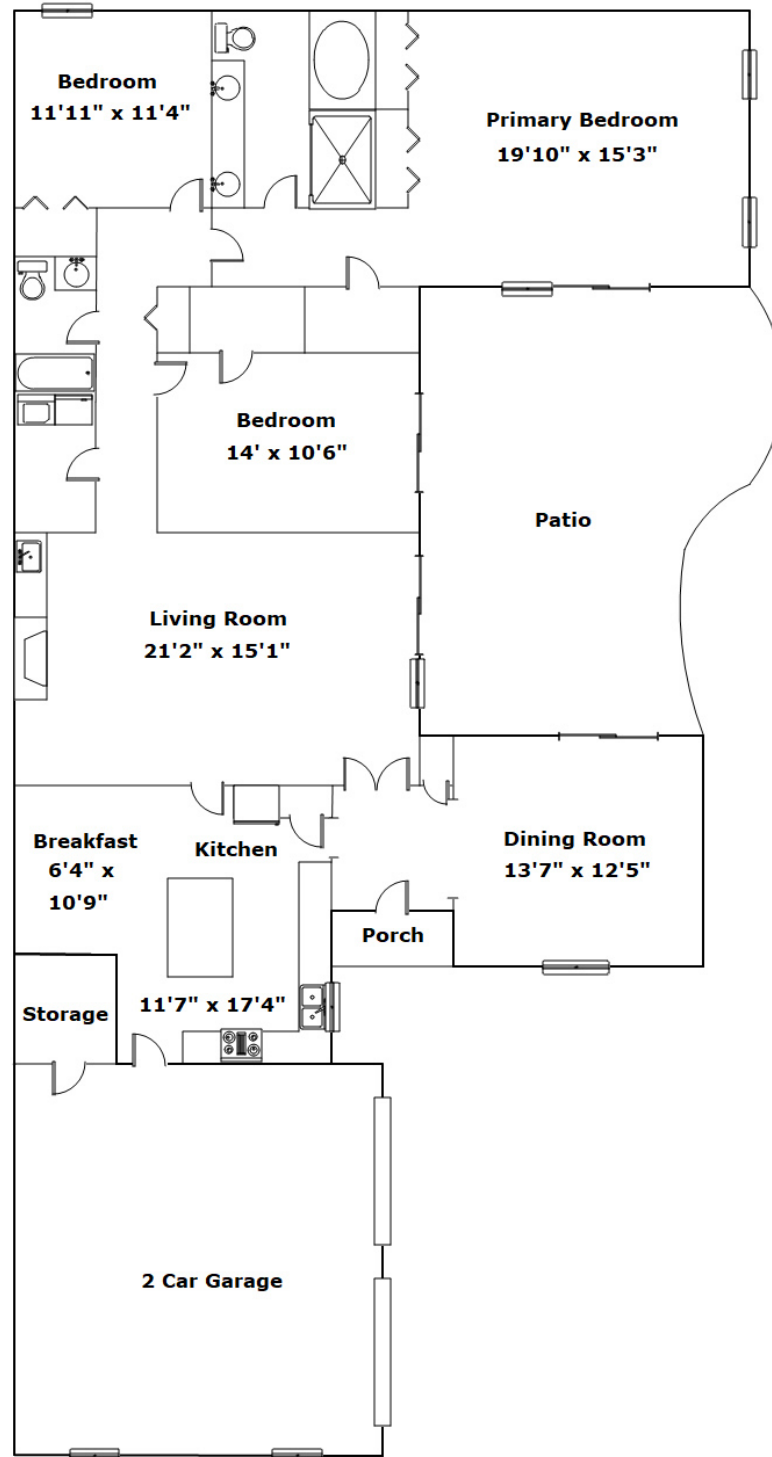 Bedroom
11'11" x 11'4"
Primary Bedroom
19'10" x 15'3"
Bedroom
14' x 10'6"
Patio
Living Room
21'2" x 15'1"
Breakfast
6'4" x
10'9"
Kitchen
11'7" x 17'4"
Dining Room
13'7" x 12'5"
Porch
Storage
2 Car Garage